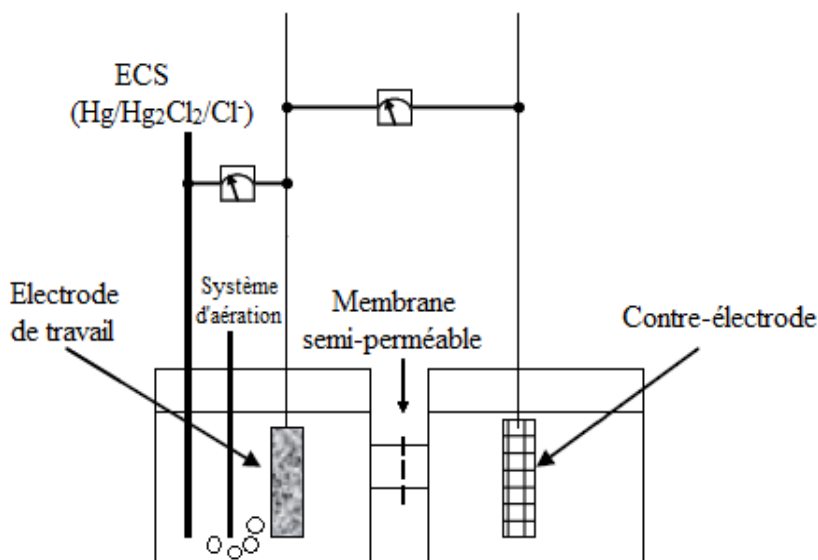 ECS
(Hg/Hg₂Cl₂/Cl⁻)
Electrode
de travail
Système
d'aération
Membrane
semi-perméable
Contre-électrode